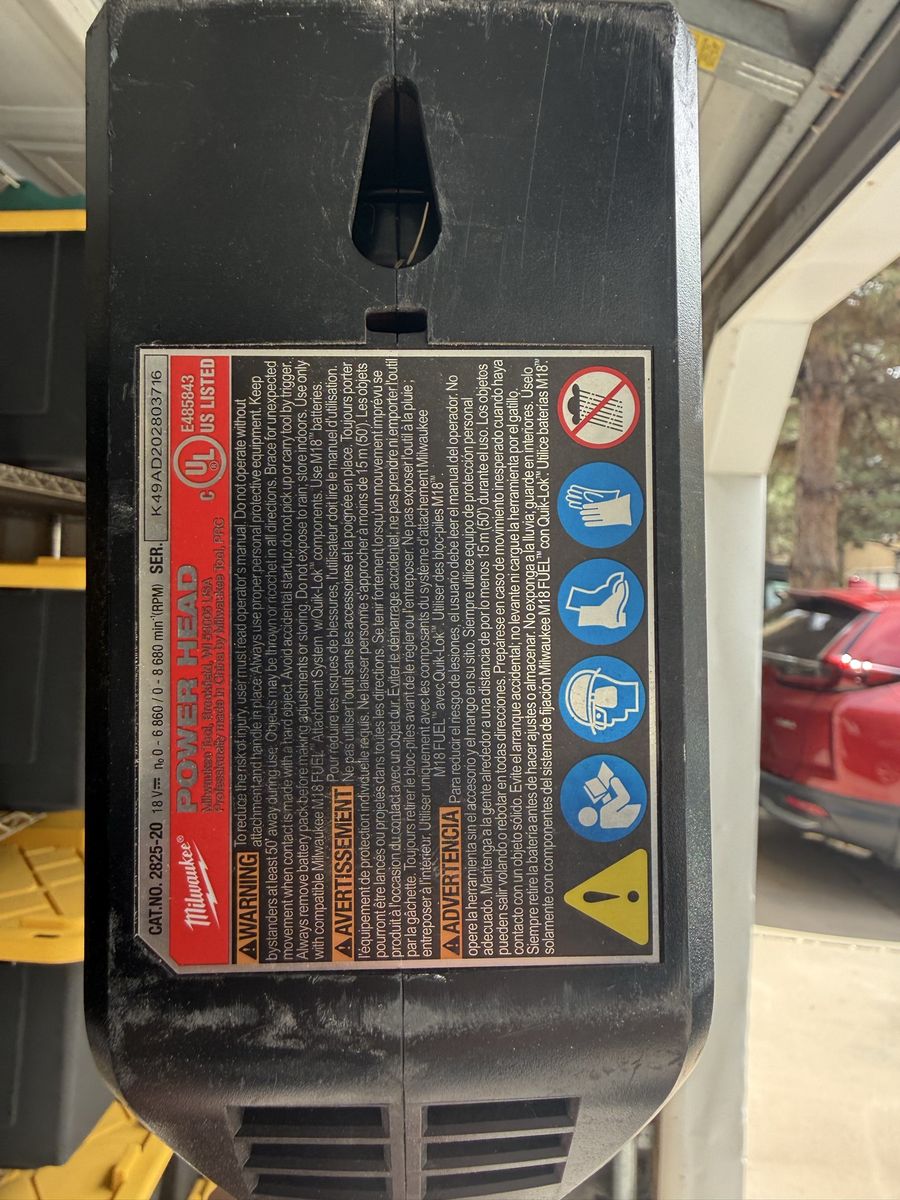 CAT.NO. 2825-20 18 V⎓ n₀ 0 - 6 860 / 0 - 8 680 min⁻¹(RPM) SER. K49AD202803716
Milwaukee® POWER HEAD
Milwaukee Tool, Brookfield, WI 53005 USA
Professionally made in China by Milwaukee Tool, PRC
C UL ® US LISTED
E485843
WARNING To reduce the risk of injury, user must read operator's manual. Do not operate without
attachment and handle in place. Always use proper personal protective equipment. Keep
bystanders at least 50' away during use. Objects may be thrown or ricochet in all directions. Brace for unexpected
movement when contact is made with a hard object. Avoid accidental startup; do not pick up or carry tool by trigger.
Always remove battery pack before making adjustments or storing. Do not expose to rain, store indoors. Use only
with compatible Milwaukee M18 FUEL™ Attachment System w/Quik-Lok™ components. Use M18™ batteries.
AVERTISSEMENT Pour réduire les risques de blessures, l'utilisateur doit lire le manuel d'utilisation.
Ne pas utiliser l'outil sans les accessoires et la poignée en place. Toujours porter
l'équipement de protection individuelle requis. Ne laisser personne s'approcher à moins de 15 m (50') Les objets
pourront être lancés ou projetés dans toutes les directions. Se tenir fermement lorsqu'un mouvement imprévu se
produit à l'occasion du contact avec un objet dur. Eviter le démarrage accidentel: ne pas prendre ni emporter l'outil
par la gâchette. Toujours retirer le bloc-piles avant de le régler ou l'entreposer. Ne pas exposer l'outil à la pluie,
entreposer à l'intérieur. Utiliser uniquement avec les composants du système d'attachement Milwaukee
M18 FUEL™ avec Quik-Lok™. Utiliser des bloc-piles M18™.
ADVERTENCIA Para reducir el riesgo de lesiones, el usuario debe leer el manual del operador. No
opere la herramienta sin el accesorio y el mango en su sitio. Siempre utilice equipo de protección personal
adecuado. Mantenga a la gente alrededor a una distancia de por lo menos 15 m (50') durante el uso. Los objetos
pueden salir volando o rebotar en todas direcciones. Prepárese en caso de movimiento inesperado cuando haya
contacto con un objeto sólido. Evite el arranque accidental; no levante ni cargue la herramienta por el gatillo.
Siempre retire la batería antes de hacer ajustes o almacenar. No exponga a la lluvia, guarde en interiores. Úselo
solamente con componentes del sistema de fijación Milwaukee M18 FUEL™ con Quik-Lok™. Utilice baterías M18™.